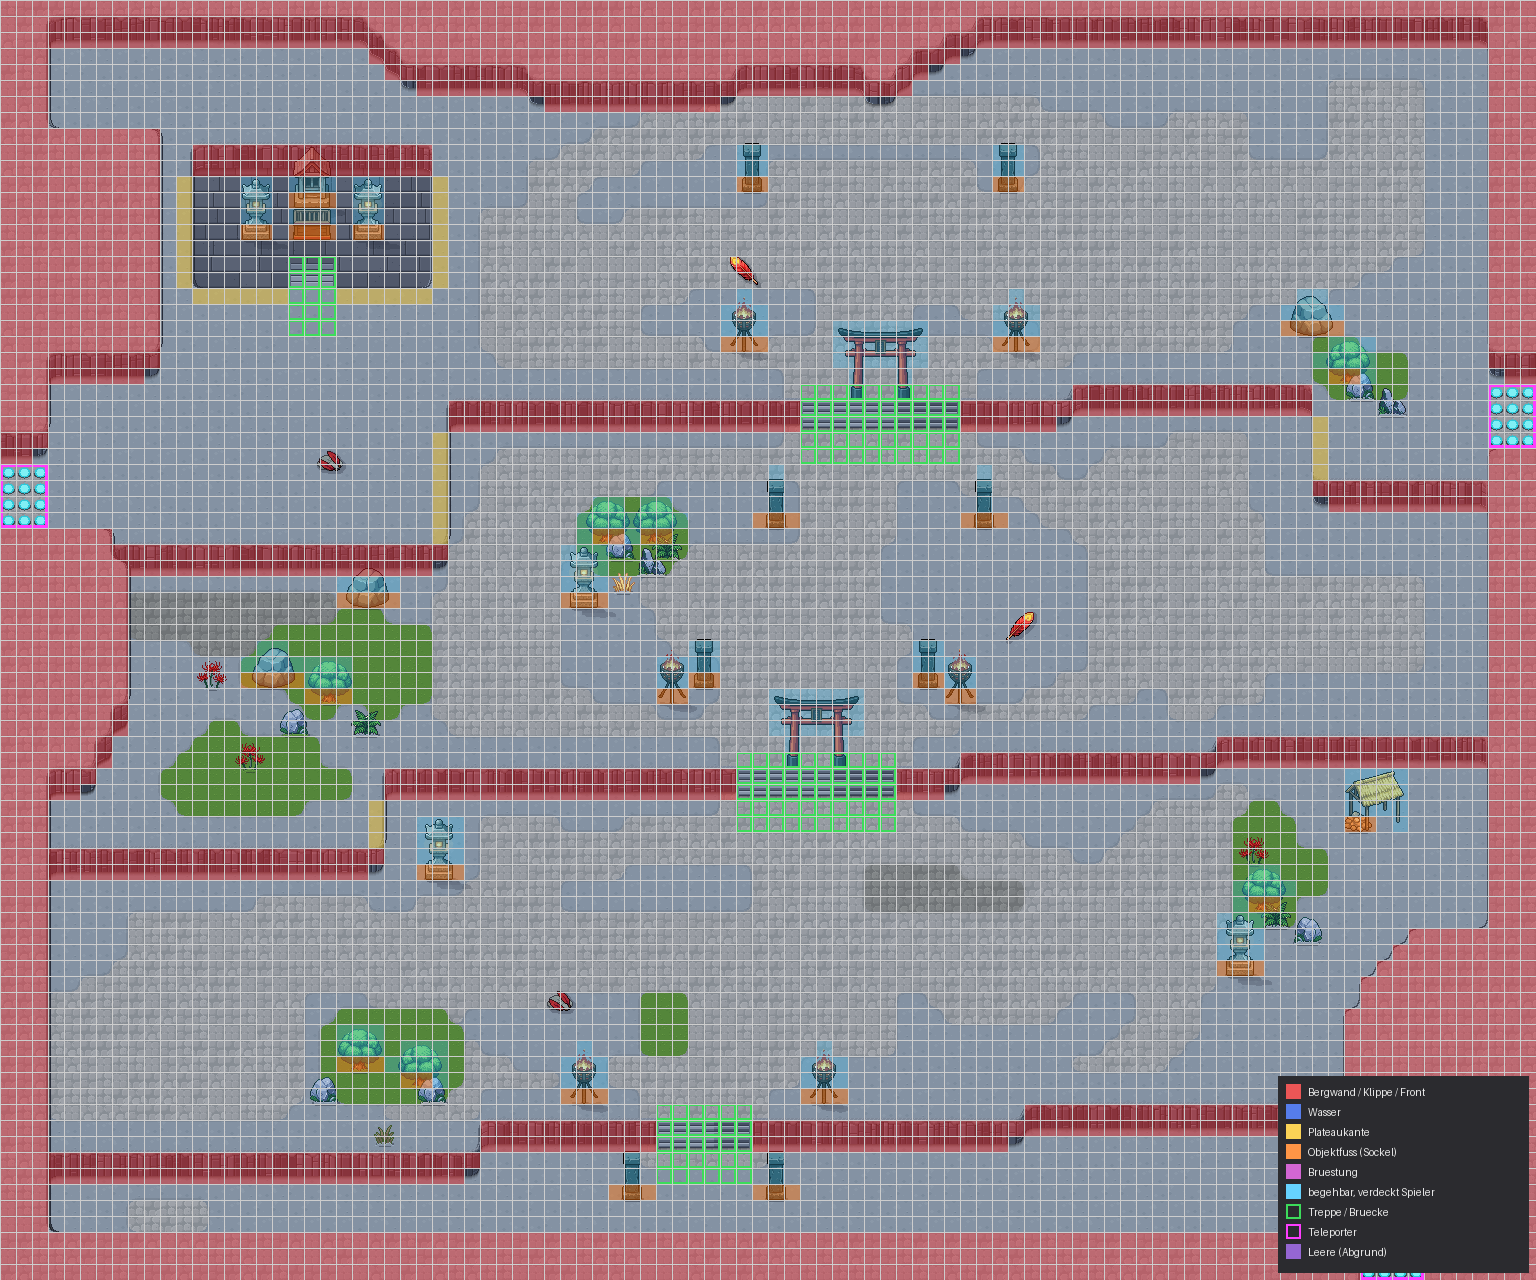 Bergwand / Klippe / Front
Wasser
Plateaukante
Objektfuss (Sockel)
Bruestung
begehbar, verdeckt Spieler
Treppe / Bruecke
Teleporter
Leere (Abgrund)